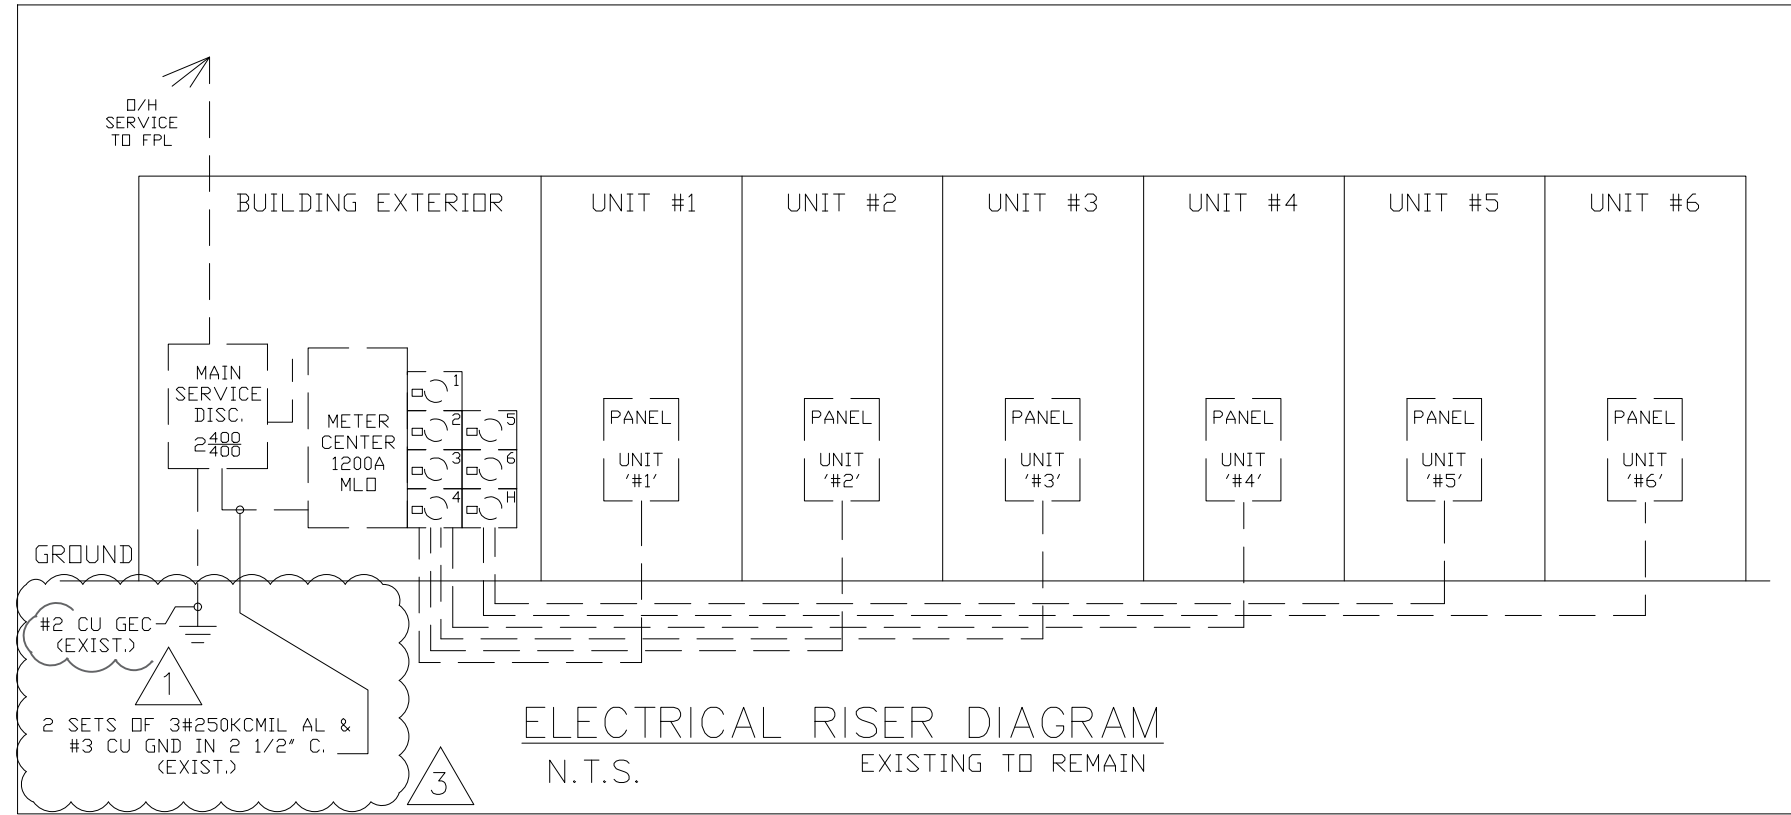 O/H
SERVICE
TO FPL
BUILDING EXTERIOR
UNIT #1
UNIT #2
UNIT #3
UNIT #4
UNIT #5
UNIT #6
MAIN
SERVICE
DISC.
2 400/400
METER
CENTER
1200A
MLO
1
2
3
4
5
6
H
PANEL
UNIT
'#1'
PANEL
UNIT
'#2'
PANEL
UNIT
'#3'
PANEL
UNIT
'#4'
PANEL
UNIT
'#5'
PANEL
UNIT
'#6'
GROUND
#2 CU GEC
(EXIST.)
1
2 SETS OF 3#250KCMIL AL &
#3 CU GND IN 2 1/2" C.
(EXIST.)
3
ELECTRICAL RISER DIAGRAM
N.T.S.
EXISTING TO REMAIN